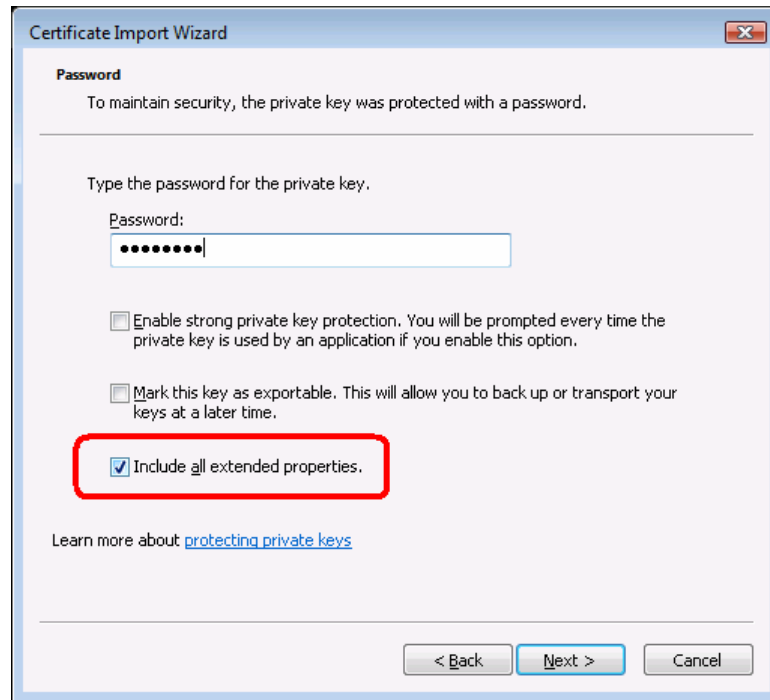 Certificate Import Wizard
Password
To maintain security, the private key was protected with a password.
Type the password for the private key.
Password:
●●●●●●●●
Enable strong private key protection. You will be prompted every time the
private key is used by an application if you enable this option.
Mark this key as exportable. This will allow you to back up or transport your
keys at a later time.
Include all extended properties.
Learn more about protecting private keys
< Back Next > Cancel